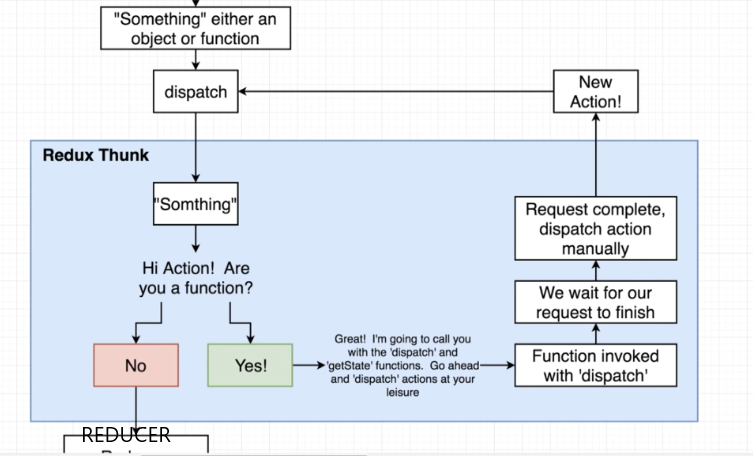 "Something" either an
object or function
dispatch
New
Action!
Redux Thunk
"Somthing"
Request complete,
dispatch action
manually
Hi Action! Are
you a function?
We wait for our
request to finish
No
Yes!
Great! I'm going to call you
with the 'dispatch' and
'getState' functions. Go ahead
and 'dispatch' actions at your
leisure
Function invoked
with 'dispatch'
REDUCER